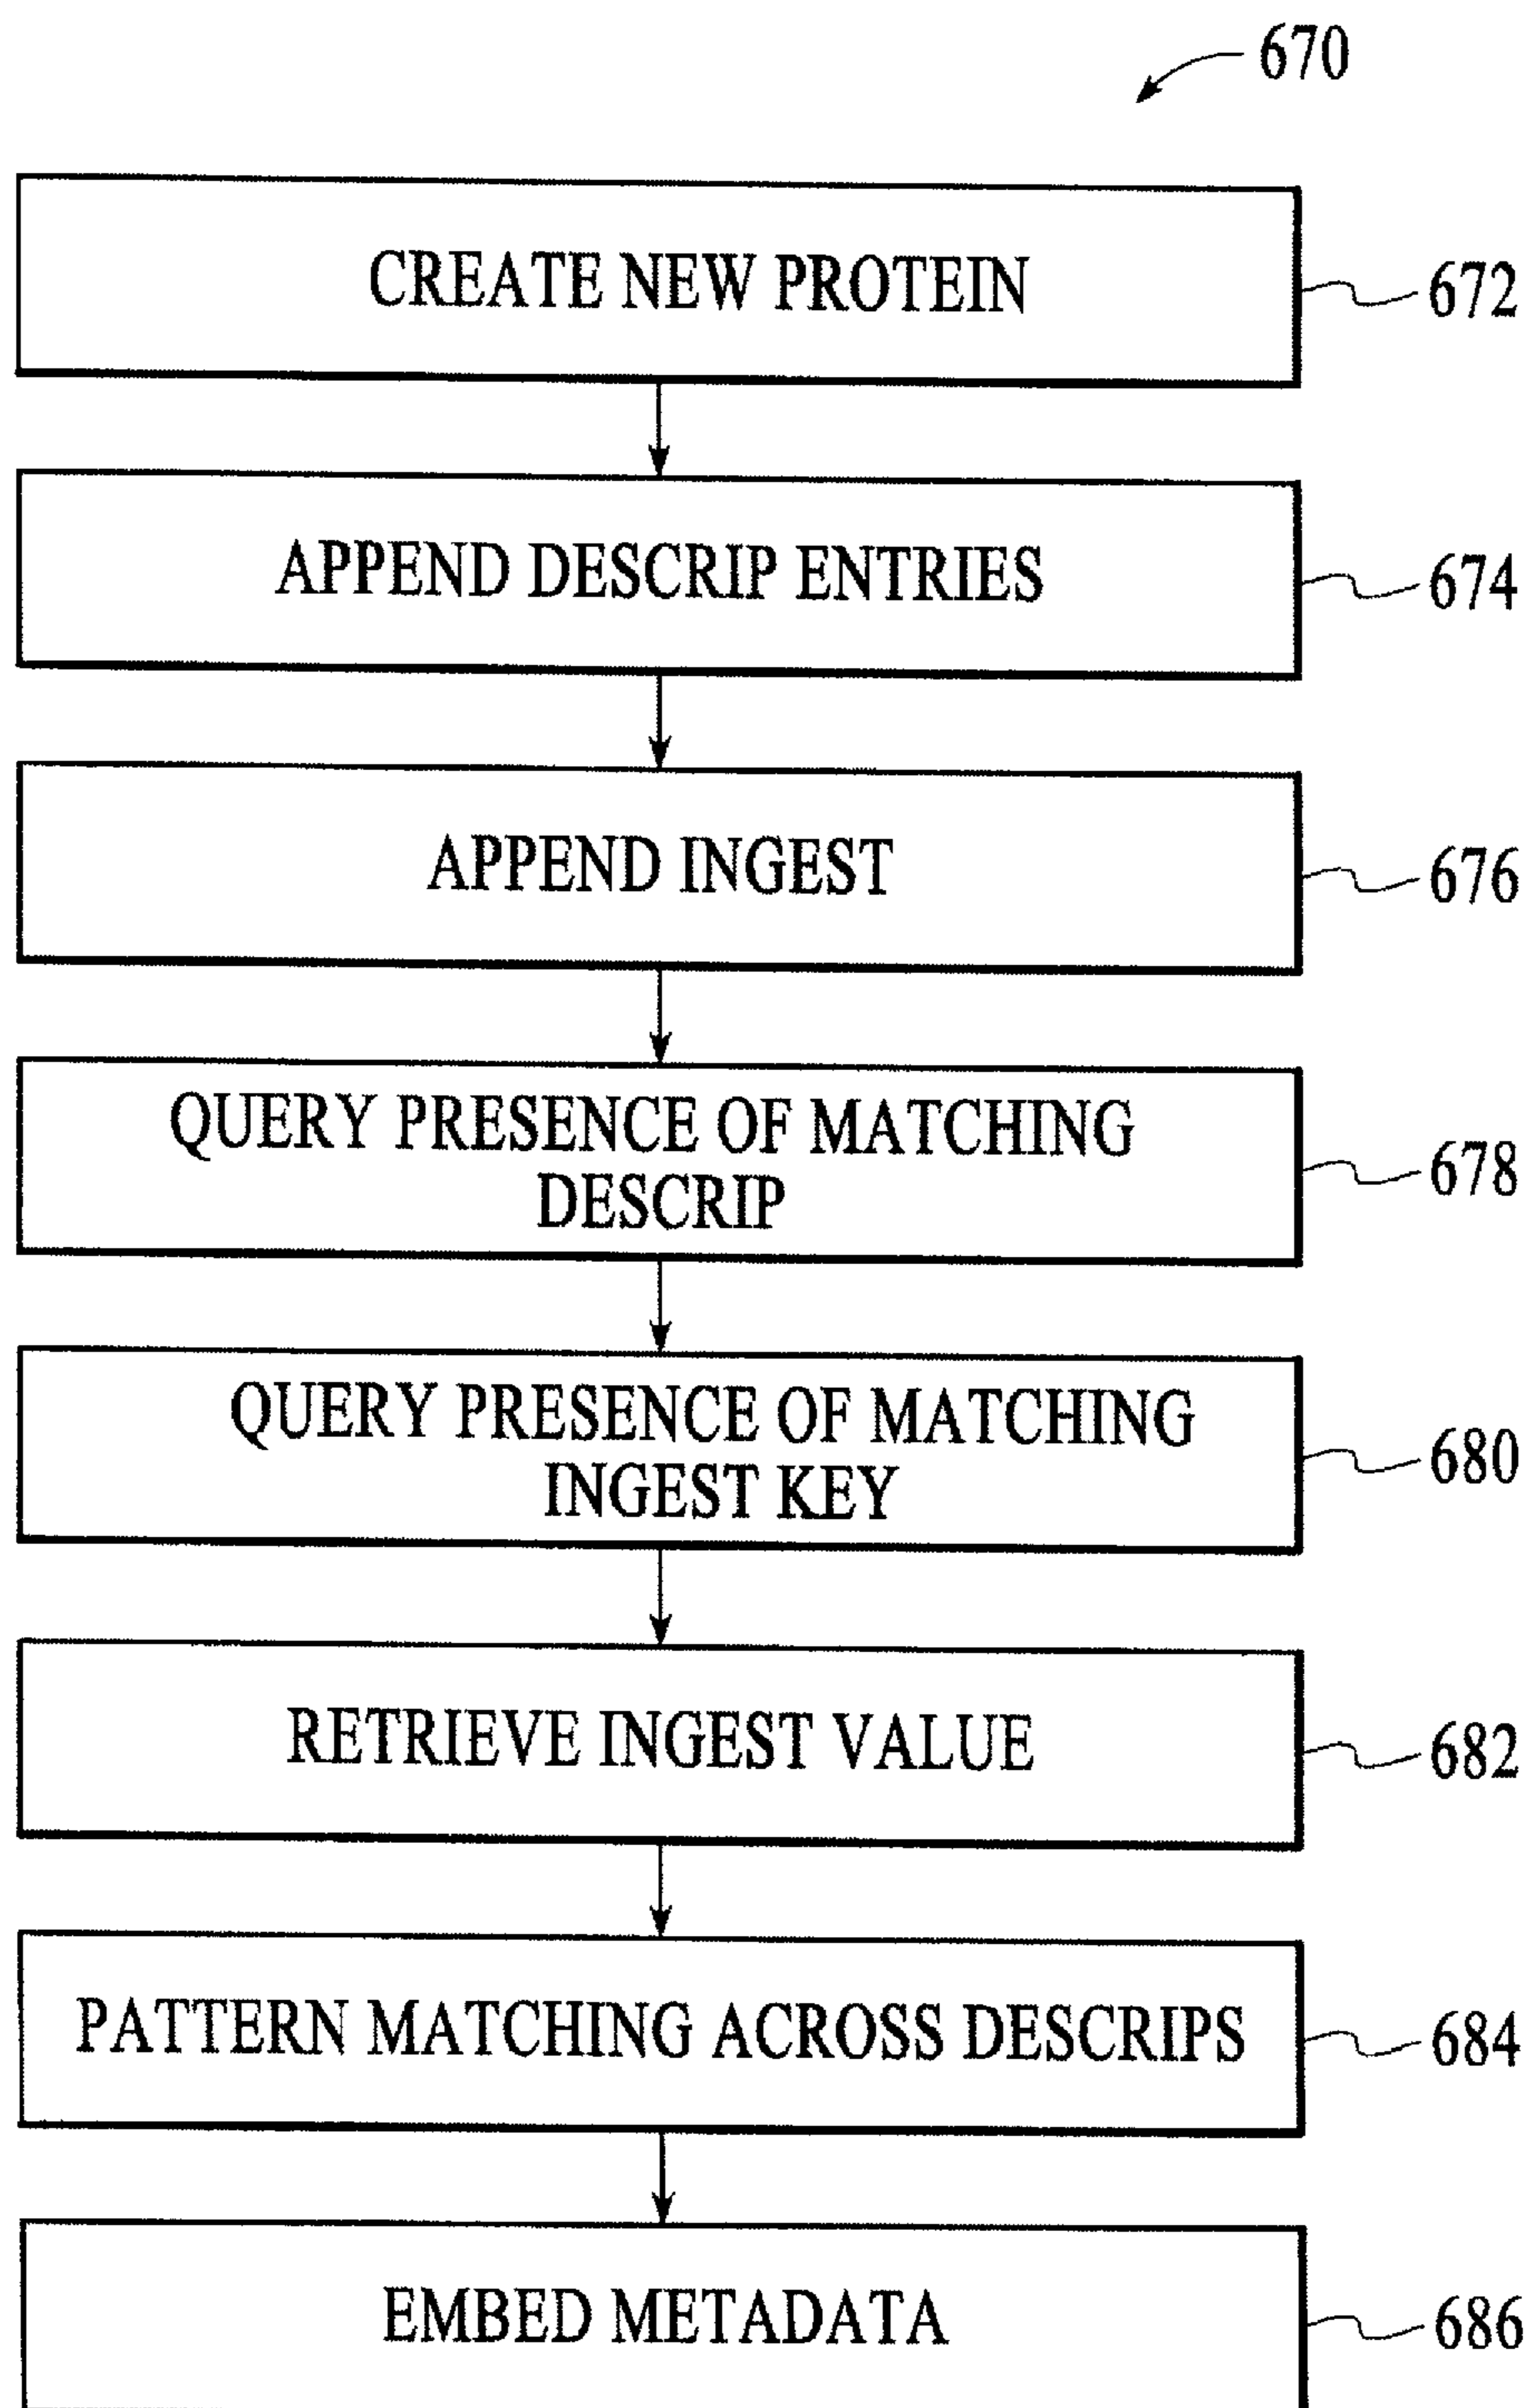 670
CREATE NEW PROTEIN
672
APPEND DESCRIP ENTRIES
674
APPEND INGEST
676
QUERY PRESENCE OF MATCHING
DESCRIP
678
QUERY PRESENCE OF MATCHING
INGEST KEY
680
RETRIEVE INGEST VALUE
682
PATTERN MATCHING ACROSS DESCRIPS
684
EMBED METADATA
686